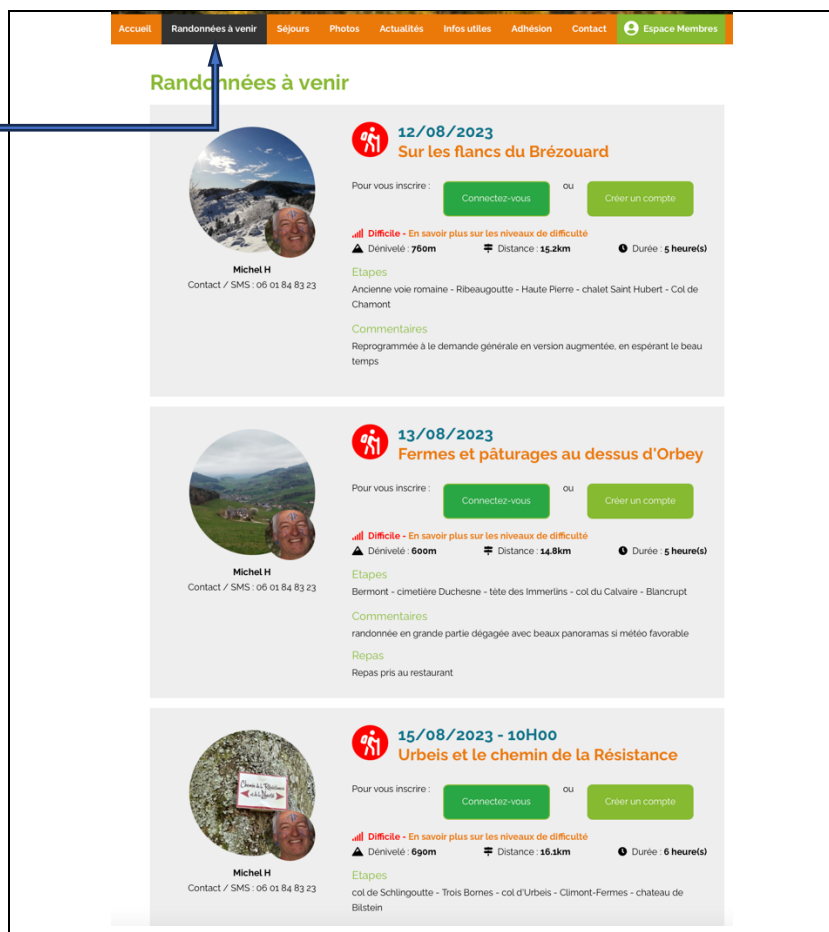 Accueil Randonnées à venir Séjours Photos Actualités Infos utiles Adhésion Contact Espace Membres
Randonnées à venir
12/08/2023
Sur les flancs du Brézouard
Pour vous inscrire : Connectez-vous ou Créer un compte
Difficile - En savoir plus sur les niveaux de difficulté
Dénivelé : 760m Distance : 15.2km Durée : 5 heure(s)
Michel H
Contact / SMS : 06 01 84 83 23
Etapes
Ancienne voie romaine - Ribeaugoutte - Haute Pierre - chalet Saint Hubert - Col de
Chamont
Commentaires
Reprogrammée à le demande générale en version augmentée, en espérant le beau
temps
13/08/2023
Fermes et pâturages au dessus d'Orbey
Pour vous inscrire : Connectez-vous ou Créer un compte
Difficile - En savoir plus sur les niveaux de difficulté
Dénivelé : 600m Distance : 14.8km Durée : 5 heure(s)
Michel H
Contact / SMS : 06 01 84 83 23
Etapes
Bermont - cimetière Duchesne - tète des Immerlins - col du Calvaire - Blancrupt
Commentaires
randonnée en grande partie dégagée avec beaux panoramas si météo favorable
Repas
Repas pris au restaurant
15/08/2023 - 10H00
Urbeis et le chemin de la Résistance
Pour vous inscrire : Connectez-vous ou Créer un compte
Chemin de la Résistance
et de la Liberté
Difficile - En savoir plus sur les niveaux de difficulté
Dénivelé : 690m Distance : 16.1km Durée : 6 heure(s)
Michel H
Contact / SMS : 06 01 84 83 23
Etapes
col de Schlingoutte - Trois Bornes - col d'Urbeis - Climont-Fermes - chateau de
Bilstein